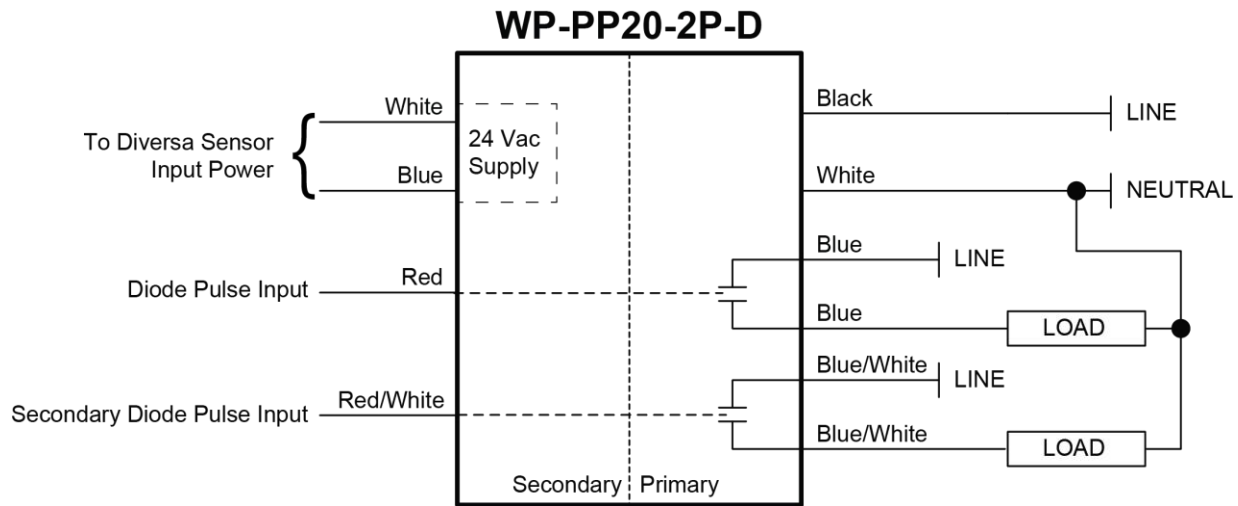 WP-PP20-2P-D
White
Black
LINE
To Diversa Sensor
Input Power
24 Vac
Supply
Blue
White
NEUTRAL
Blue
LINE
Diode Pulse Input
Red
Blue
LOAD
Blue/White
LINE
Secondary Diode Pulse Input
Red/White
Blue/White
LOAD
Secondary
Primary